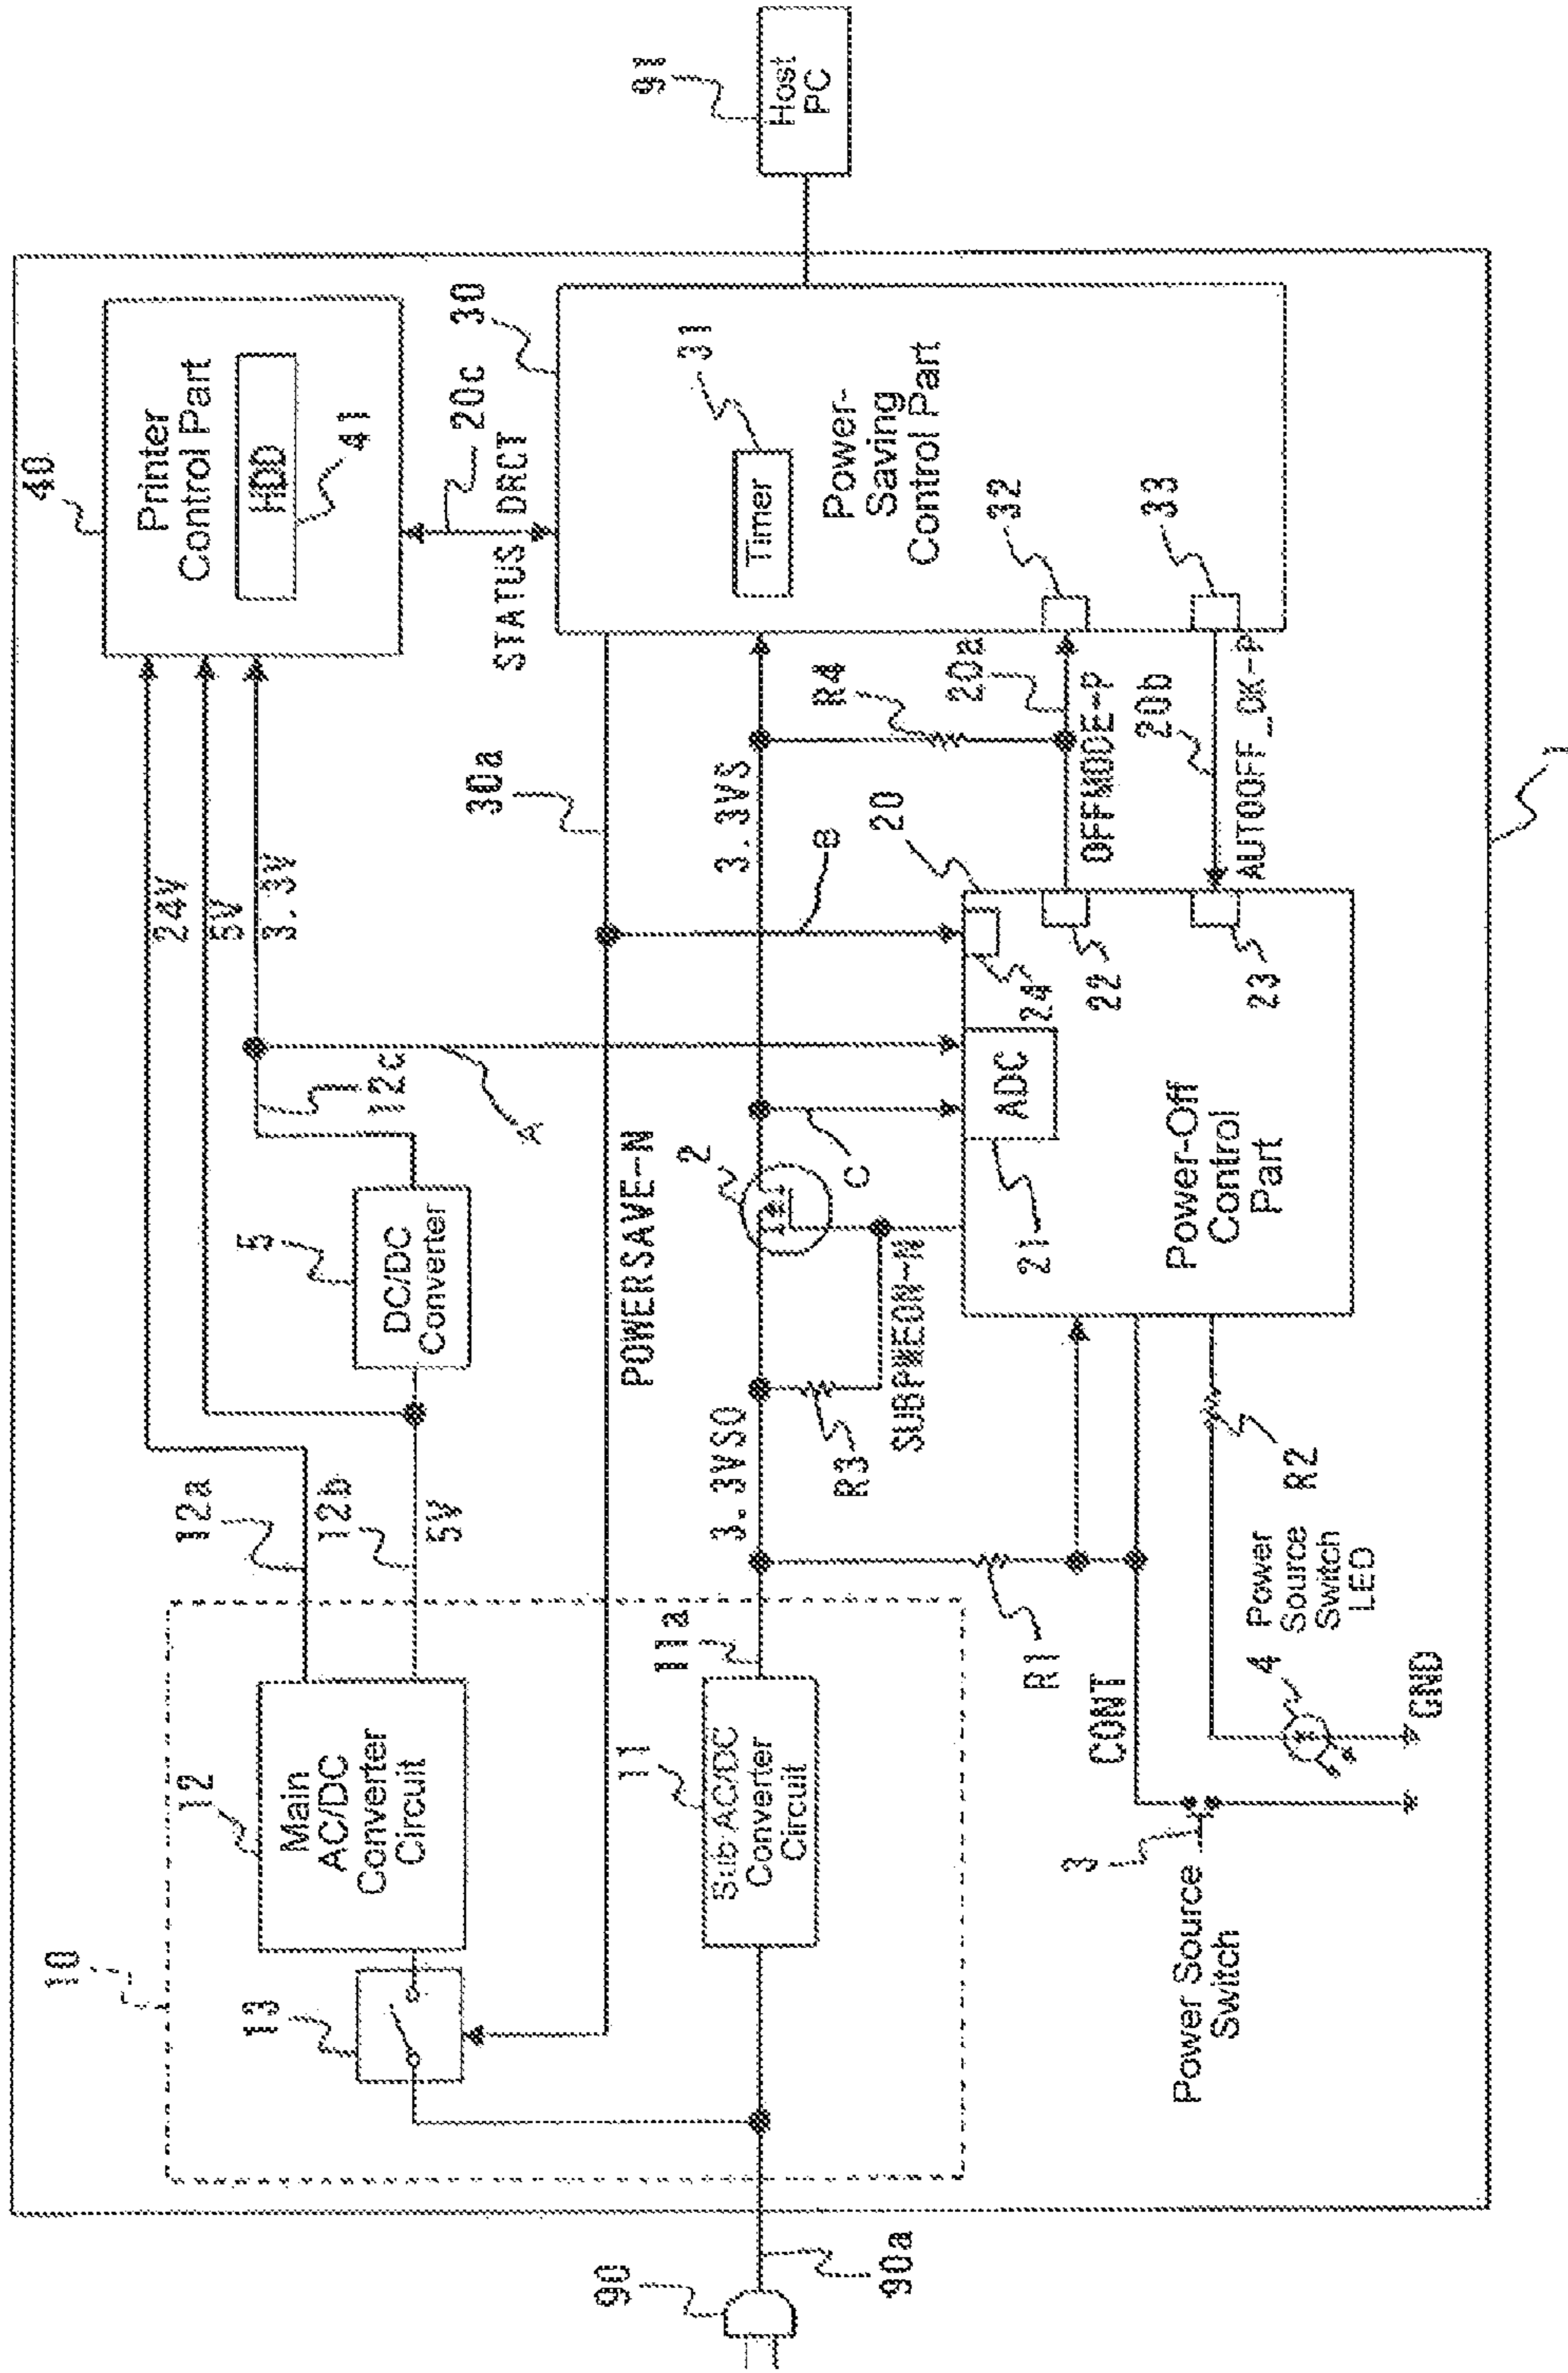 40
Printer
Control Part
HDD
41
24V
5V
3.3V
12c
A
5
DC/DC
Converter
12a
12b
5V
10
12
Main
AC/DC
Converter
Circuit
13
STATUS
DRCT
20c
30
91
Host
PC
30a
POWERSAVE-N
31
Timer
Power-
Saving
Control Part
32
33
3.3VS
R4
20a
OFFMODE-P
20b
AUTOOFF_OK-P
B
20
24
22
23
2
C
ADC
21
Power-Off
Control
Part
SUBPWEON-N
3.3VS0
R3
11a
11
Sub AC/DC
Converter
Circuit
R1
CONT
R2
Power
Source
Switch
LED
4
GND
3
Power Source
Switch
90
90a
1